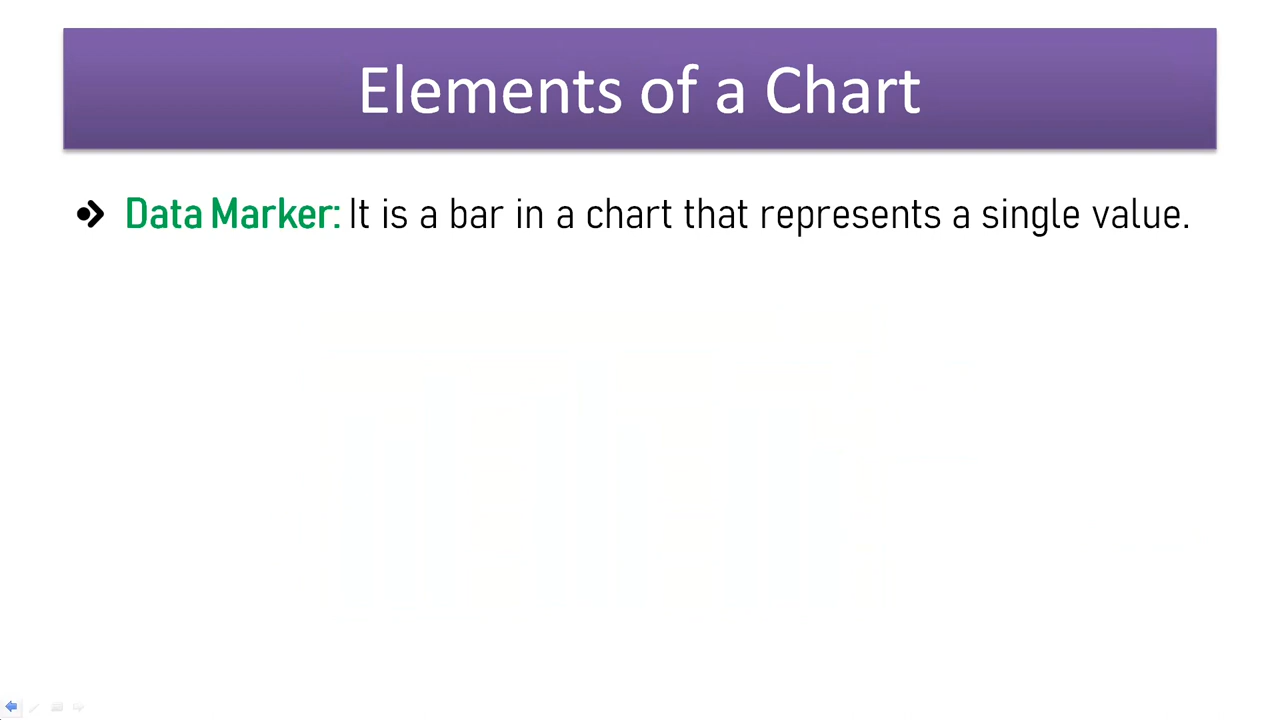 Elements of a Chart
Data Marker: It is a bar in a chart that represents a single value.